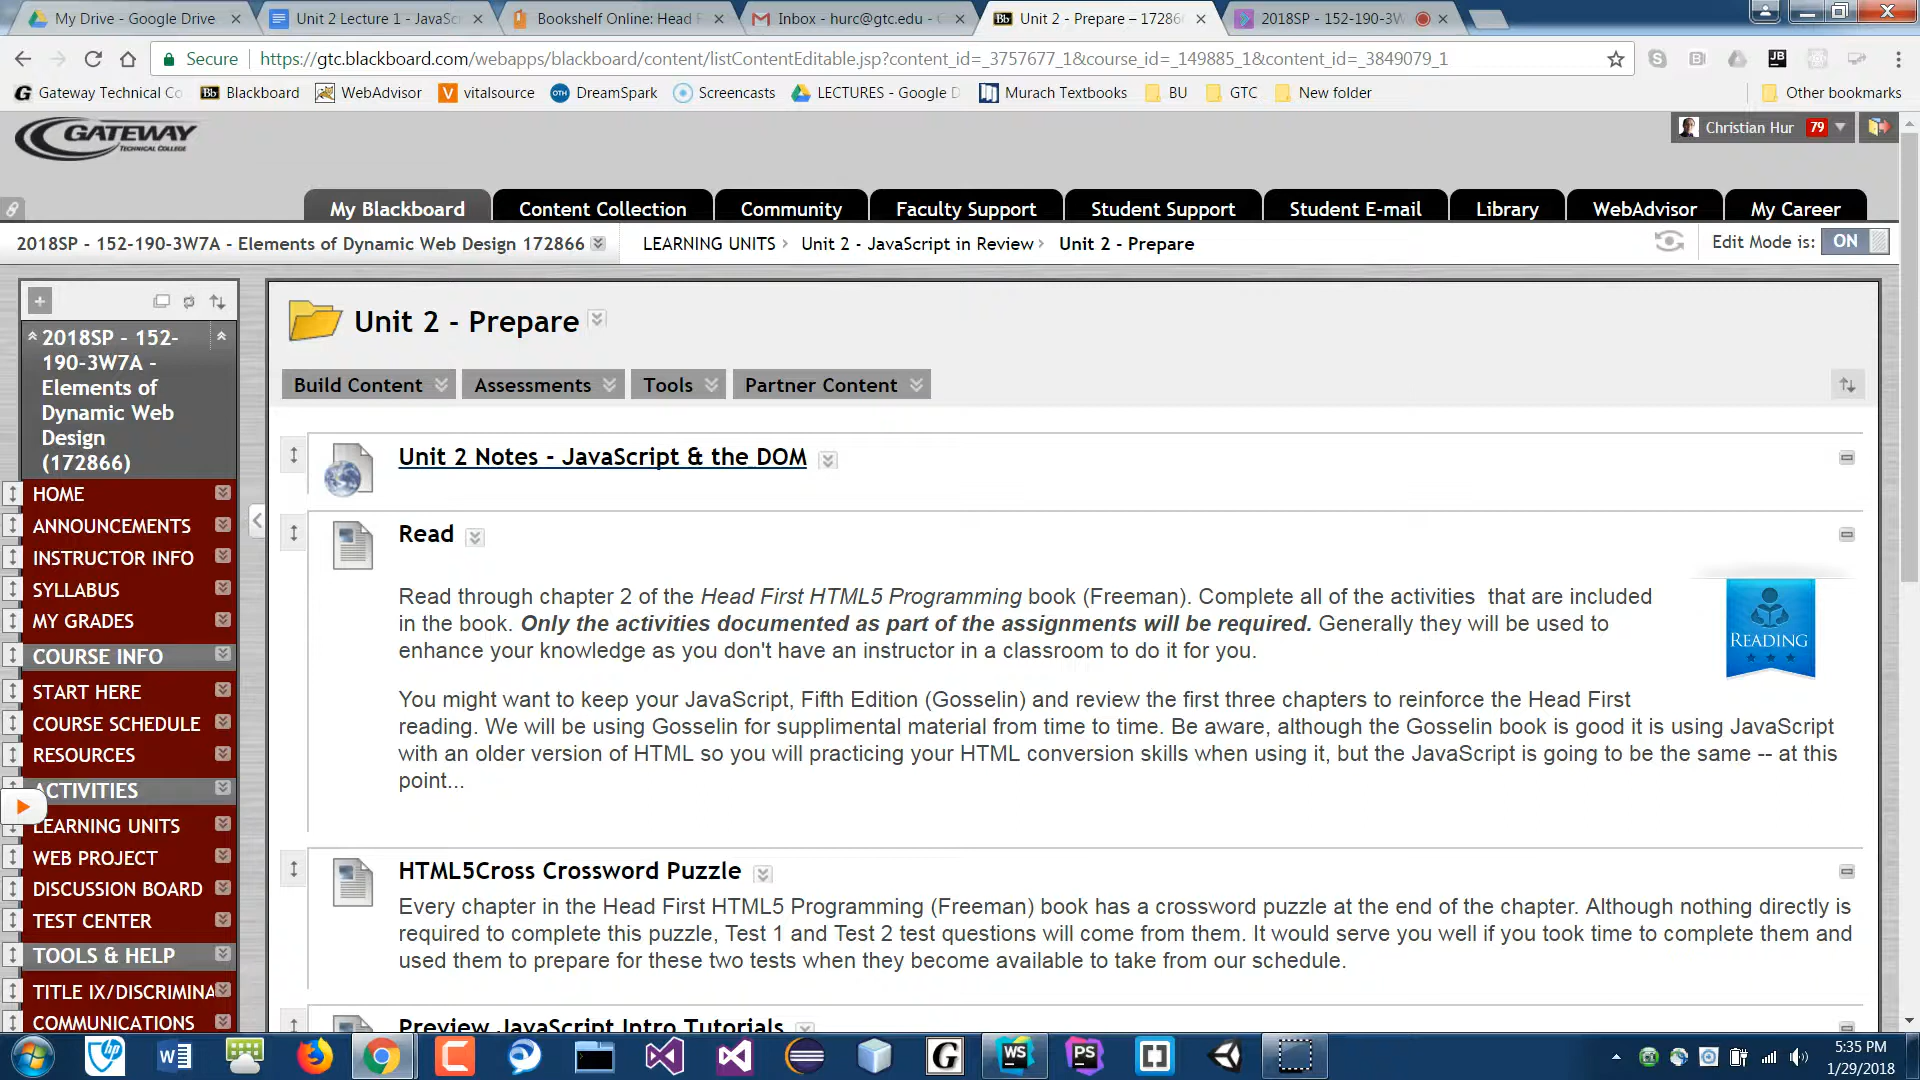 My Drive - Google Drive
Unit 2 Lecture 1 - JavaSc
Bookshelf Online: Head F
Inbox - hurc@gtc.edu - G
Bb Unit 2 - Prepare – 17286
2018SP - 152-190-3W
Secure https://gtc.blackboard.com/webapps/blackboard/content/listContentEditable.jsp?content_id=_3757677_1&course_id=_149885_1&content_id=_3849079_1
Gateway Technical Co
Bb Blackboard
WebAdvisor
vitalsource
DreamSpark
Screencasts
LECTURES - Google D
Murach Textbooks
BU
GTC
New folder
Other bookmarks
GATEWAY
TECHNICAL COLLEGE
Christian Hur 79
My Blackboard
Content Collection
Community
Faculty Support
Student Support
Student E-mail
Library
WebAdvisor
My Career
2018SP - 152-190-3W7A - Elements of Dynamic Web Design 172866
LEARNING UNITS
Unit 2 - JavaScript in Review
Unit 2 - Prepare
Edit Mode is: ON
2018SP - 152-
190-3W7A -
Elements of
Dynamic Web
Design
(172866)
HOME
ANNOUNCEMENTS
INSTRUCTOR INFO
SYLLABUS
MY GRADES
COURSE INFO
START HERE
COURSE SCHEDULE
RESOURCES
ACTIVITIES
LEARNING UNITS
WEB PROJECT
DISCUSSION BOARD
TEST CENTER
TOOLS & HELP
TITLE IX/DISCRIMINA
COMMUNICATIONS
Unit 2 - Prepare
Build Content
Assessments
Tools
Partner Content
Unit 2 Notes - JavaScript & the DOM
Read
Read through chapter 2 of the Head First HTML5 Programming book (Freeman). Complete all of the activities that are included
in the book. Only the activities documented as part of the assignments will be required. Generally they will be used to
enhance your knowledge as you don't have an instructor in a classroom to do it for you.
READING
You might want to keep your JavaScript, Fifth Edition (Gosselin) and review the first three chapters to reinforce the Head First
reading. We will be using Gosselin for supplimental material from time to time. Be aware, although the Gosselin book is good it is using JavaScript
with an older version of HTML so you will practicing your HTML conversion skills when using it, but the JavaScript is going to be the same -- at this
point...
HTML5Cross Crossword Puzzle
Every chapter in the Head First HTML5 Programming (Freeman) book has a crossword puzzle at the end of the chapter. Although nothing directly is
required to complete this puzzle, Test 1 and Test 2 test questions will come from them. It would serve you well if you took time to complete them and
used them to prepare for these two tests when they become available to take from our schedule.
Preview JavaScript Intro Tutorials
5:35 PM
1/29/2018